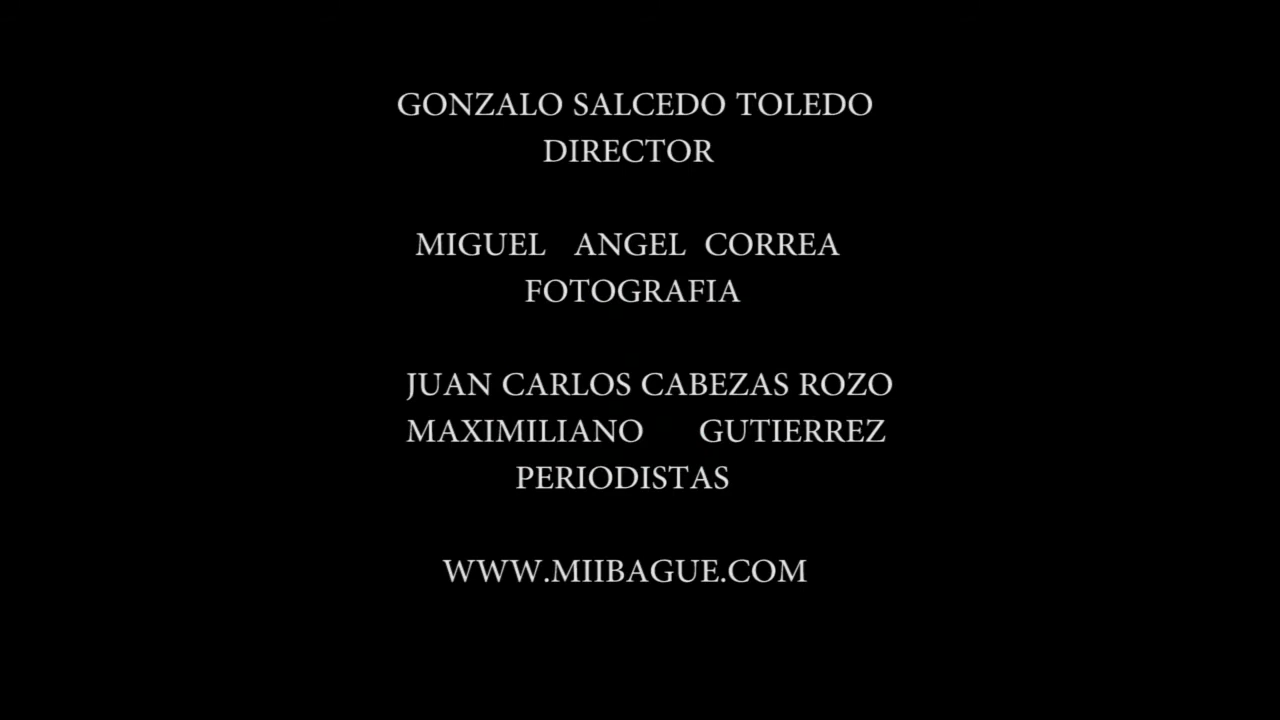 GONZALO SALCEDO TOLEDO
DIRECTOR
MIGUEL ANGEL CORREA
FOTOGRAFIA
JUAN CARLOS CABEZAS ROZO
MAXIMILIANO GUTIERREZ
PERIODISTAS
WWW.MIIBAGUE.COM